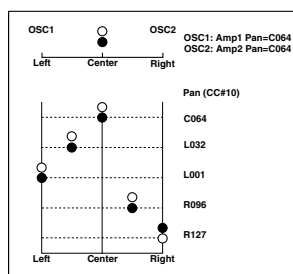 OSC1 OSC2
OSC1: Amp1 Pan=C064
OSC2: Amp2 Pan=C064
Left Center Right
Pan (CC#10)
C064
L032
L001
R096
R127
Left Center Right